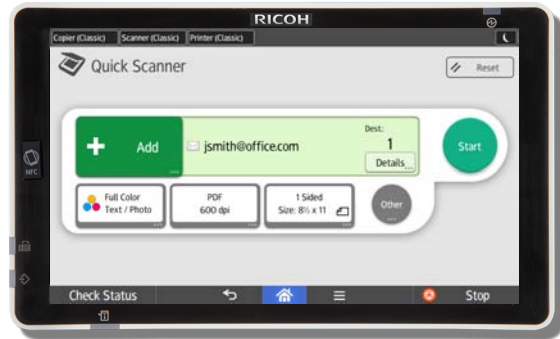 RICOH
Copier (Classic) Scanner (Classic) Printer (Classic)
Quick Scanner
Reset
Add
jsmith@office.com
Dest:
1
Details
Start
Full Color
Text / Photo
PDF
600 dpi
1 Sided
Size: 8½ x 11
Other
NFC
Check Status
Stop